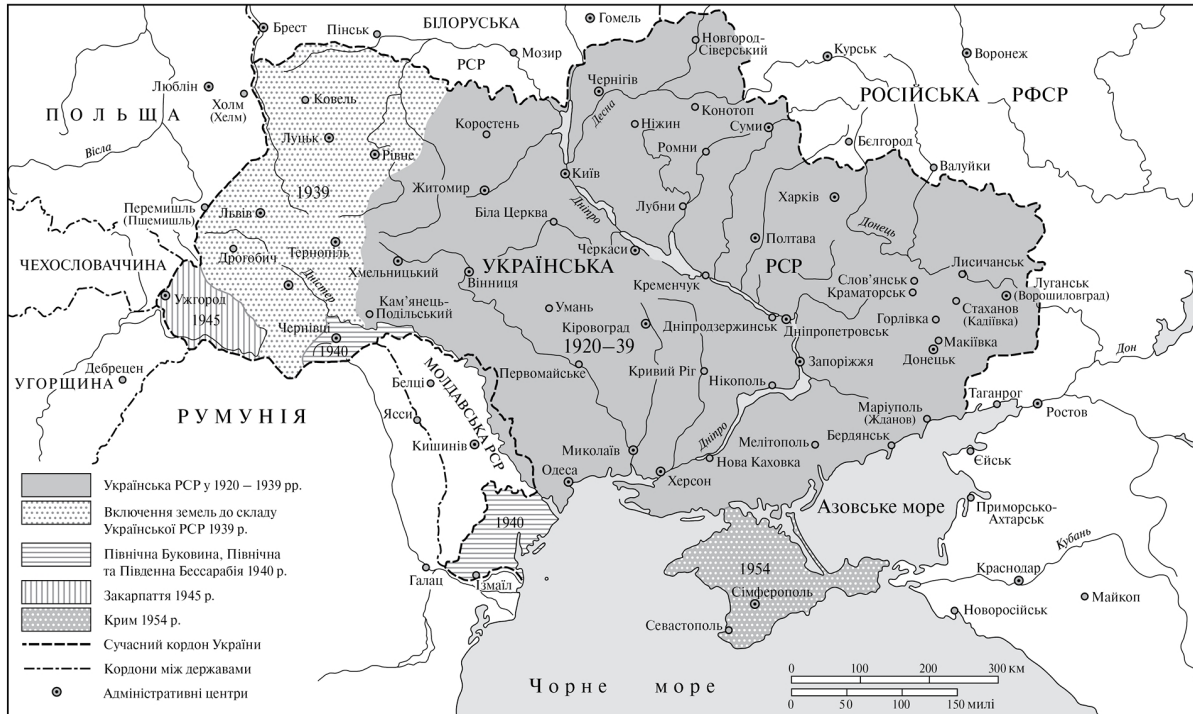 Гомель
БІЛОРУСЬКА
РСР
Брест
Пінськ
Мозир
Новгород-
Сіверський
Курськ
Воронеж
Чернігів
РОСІЙСЬКА РФСР
Люблін
Холм
(Хелм)
Ковель
ПОЛЬЩА
Десна
Конотоп
Коростень
Ніжин
Суми
Луцьк
Бєлгород
Ромни
Вісла
Рівне
Валуйки
Київ
1939
Житомир
Харків
Перемишль
(Пшемишль)
Львів
Дніпро
Біла Церква
Лубни
Донець
Полтава
Дрогобич
Тернопіль
Черкаси
ЧЕХОСЛОВАЧЧИНА
Хмельницький
УКРАЇНСЬКА
РСР
Лисичанськ
Вінниця
Кременчук
Слов’янськ
Краматорськ
Луганськ
(Ворошиловград)
Ужгород
1945
Дністер
Кам’янець-
Подільський
Умань
Стаханов
(Кадіївка)
Чернівці
1940
Кіровоград
Дніпродзержинськ
Дніпропетровськ
Горлівка
1920–39
Макіївка
Донецьк
Дон
Дебрецен
УГОРЩИНА
Запоріжжя
Первомайське
Кривий Ріг
Нікополь
Белці
МОЛДАВСЬКА РСР
Таганрог
Ростов
РУМУНІЯ
Ясси
Маріуполь
(Жданов)
Бердянськ
Кишинів
Дніпро
Мелітополь
Миколаїв
Нова Каховка
Одеса
Херсон
Єйськ
Азовське море
Приморсько-
Ахтарськ
1940
Кубань
1954
Краснодар
Галац
Ізмаїл
Сімферополь
Майкоп
Новоросійськ
Севастополь
Чорне море
Українська РСР у 1920 – 1939 рр.
Включення земель до складу
Української РСР 1939 р.
Північна Буковина, Північна
та Південна Бессарабія 1940 р.
Закарпаття 1945 р.
Крим 1954 р.
Сучасний кордон України
Кордони між державами
Адміністративні центри
0 100 200 300 км
0 50 100 150 милі